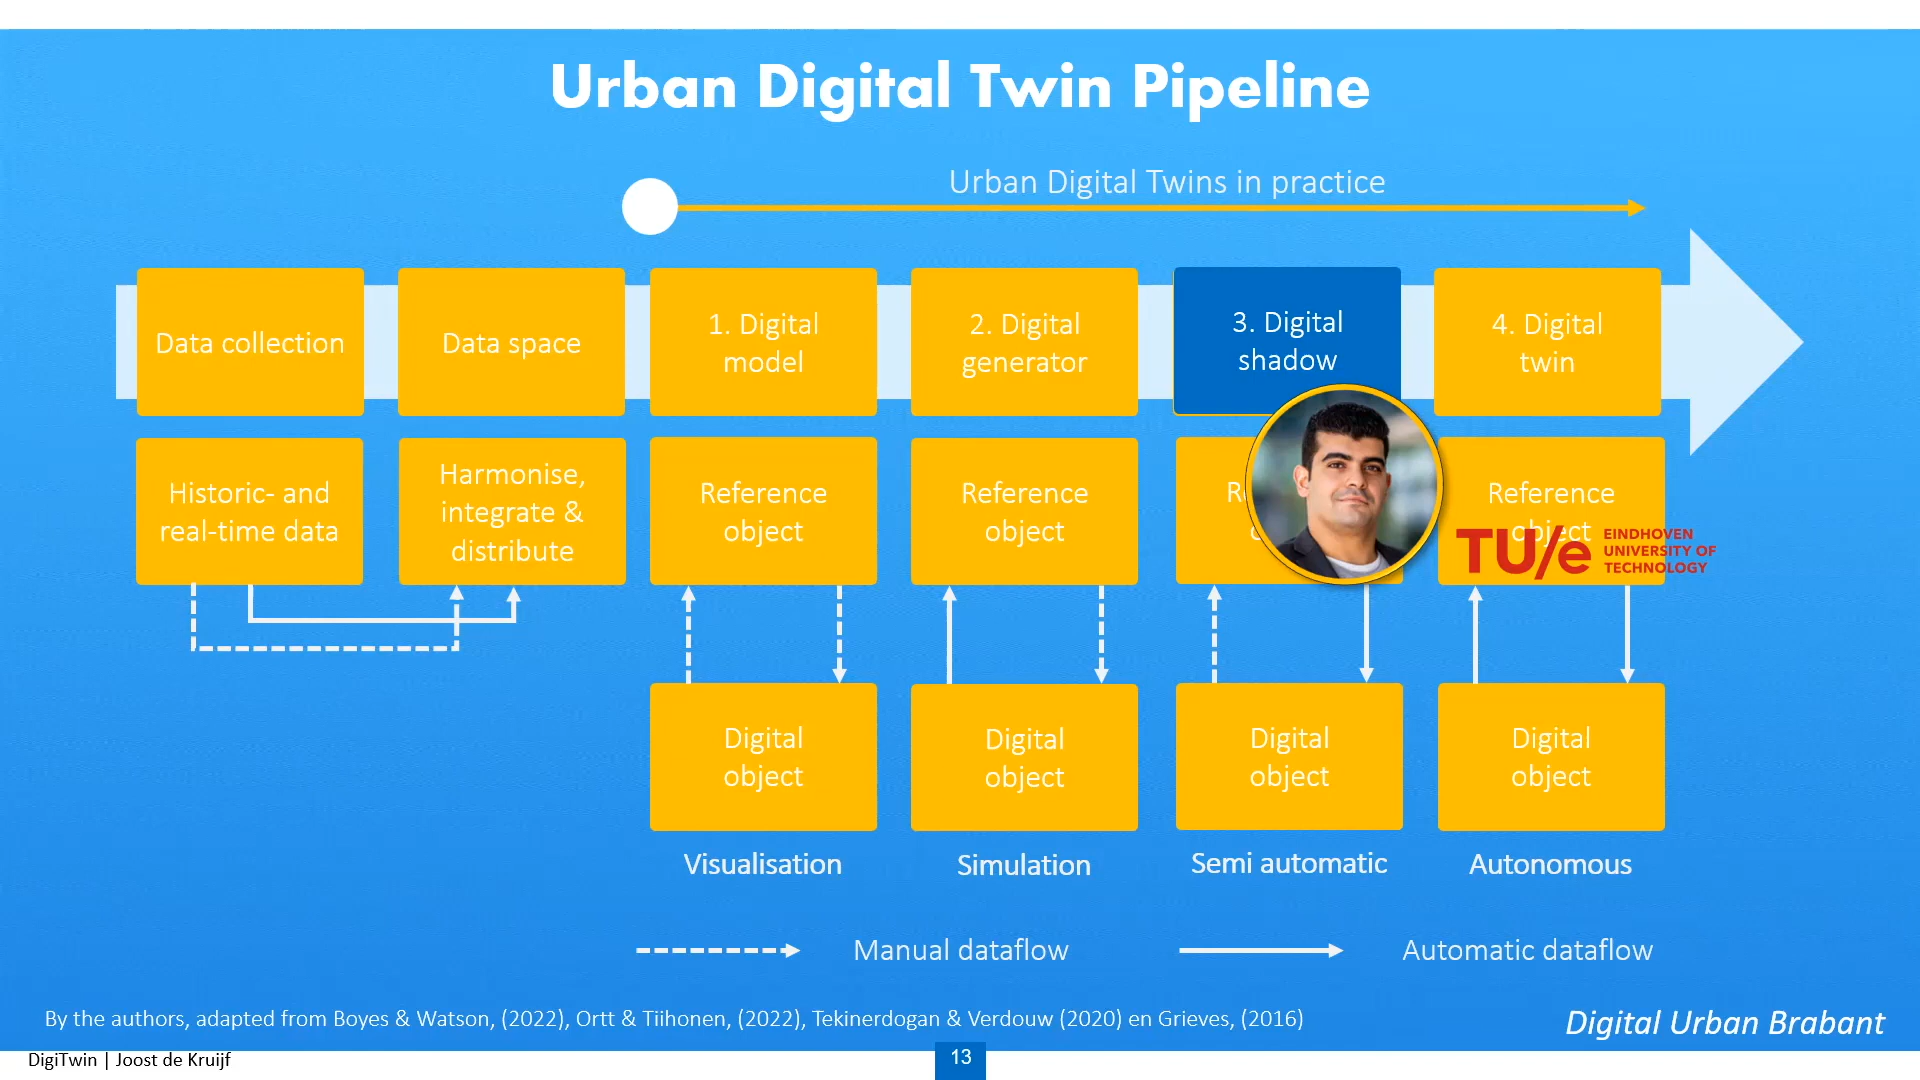 Urban Digital Twin Pipeline
Urban Digital Twins in practice
Data collection
Data space
1. Digital
model
2. Digital
generator
3. Digital
shadow
4. Digital
twin
Historic- and
real-time data
Harmonise,
integrate &
distribute
Reference
object
Reference
object
Reference
object
TU/e
EINDHOVEN
UNIVERSITY OF
TECHNOLOGY
Digital
object
Digital
object
Digital
object
Digital
object
Visualisation
Simulation
Semi automatic
Autonomous
Manual dataflow
Automatic dataflow
By the authors, adapted from Boyes & Watson, (2022), Ortt & Tiihonen, (2022), Tekinerdogan & Verdouw (2020) en Grieves, (2016)
Digital Urban Brabant
DigiTwin | Joost de Kruijf
13